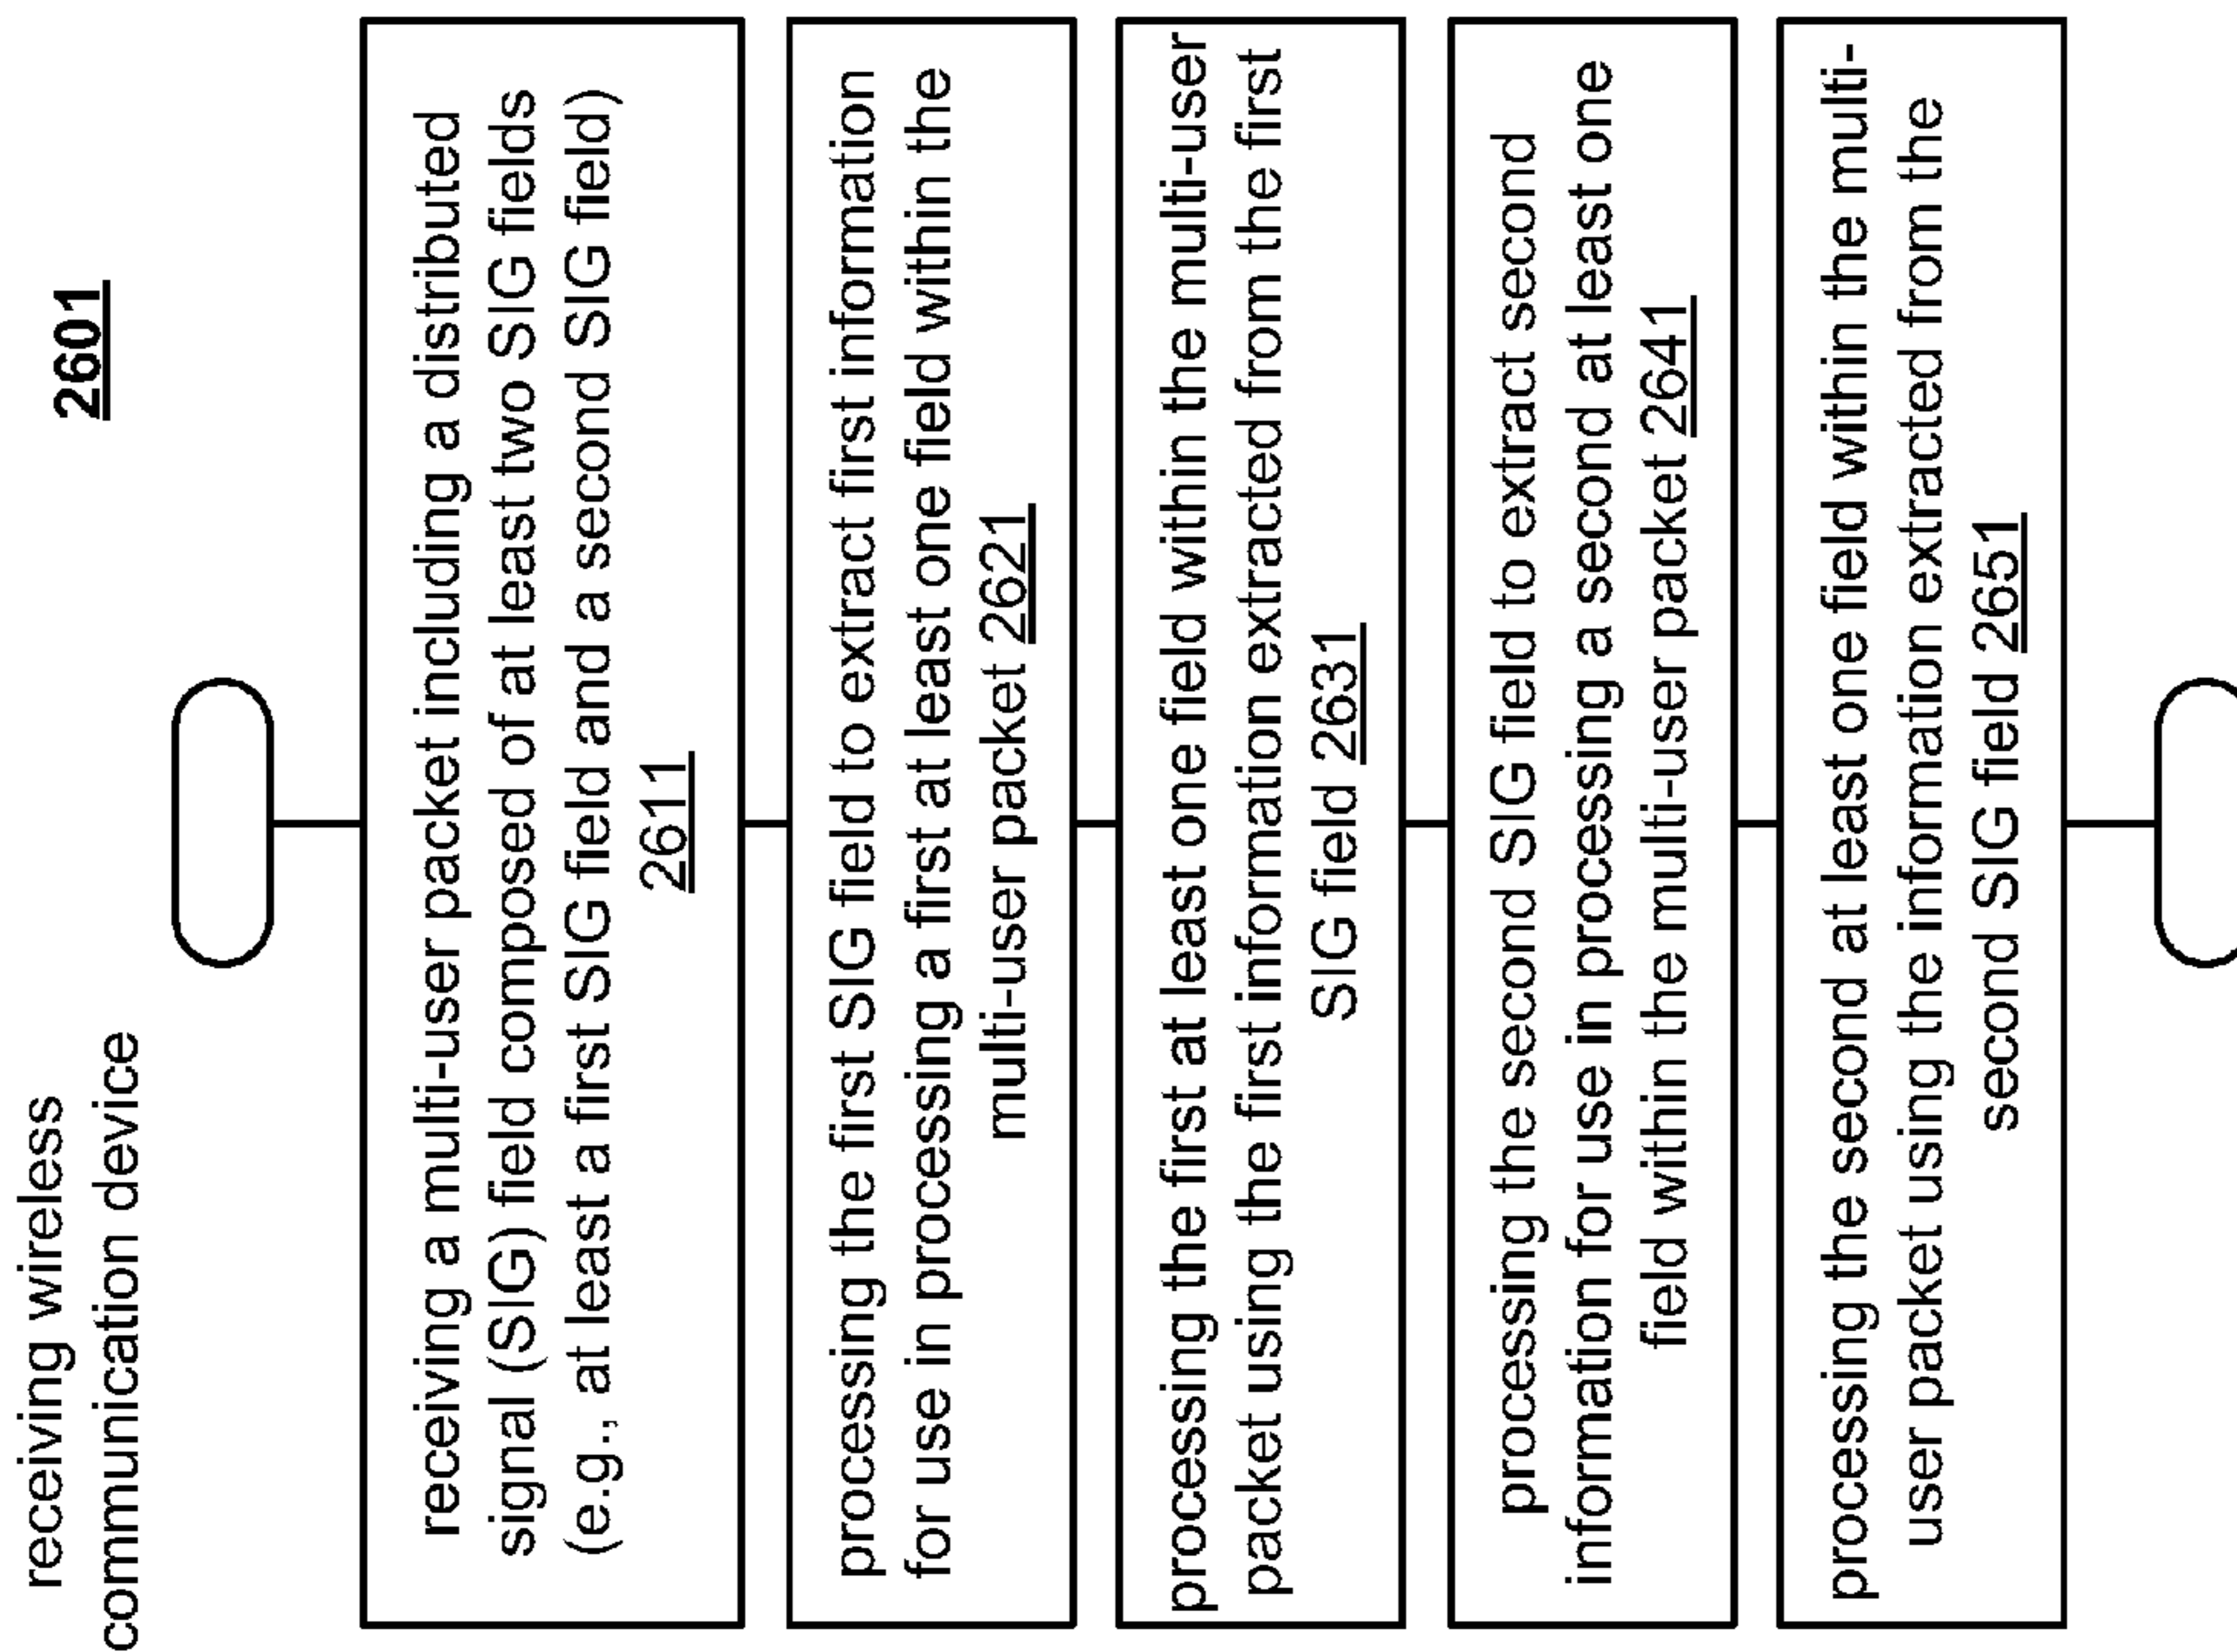 receiving wireless
communication device
2601
receiving a multi-user packet including a distributed
signal (SIG) field composed of at least two SIG fields
(e.g., at least a first SIG field and a second SIG field)
2611
processing the first SIG field to extract first information
for use in processing a first at least one field within the
multi-user packet 2621
processing the first at least one field within the multi-user
packet using the first information extracted from the first
SIG field 2631
processing the second SIG field to extract second
information for use in processing a second at least one
field within the multi-user packet 2641
processing the second at least one field within the multi-
user packet using the information extracted from the
second SIG field 2651